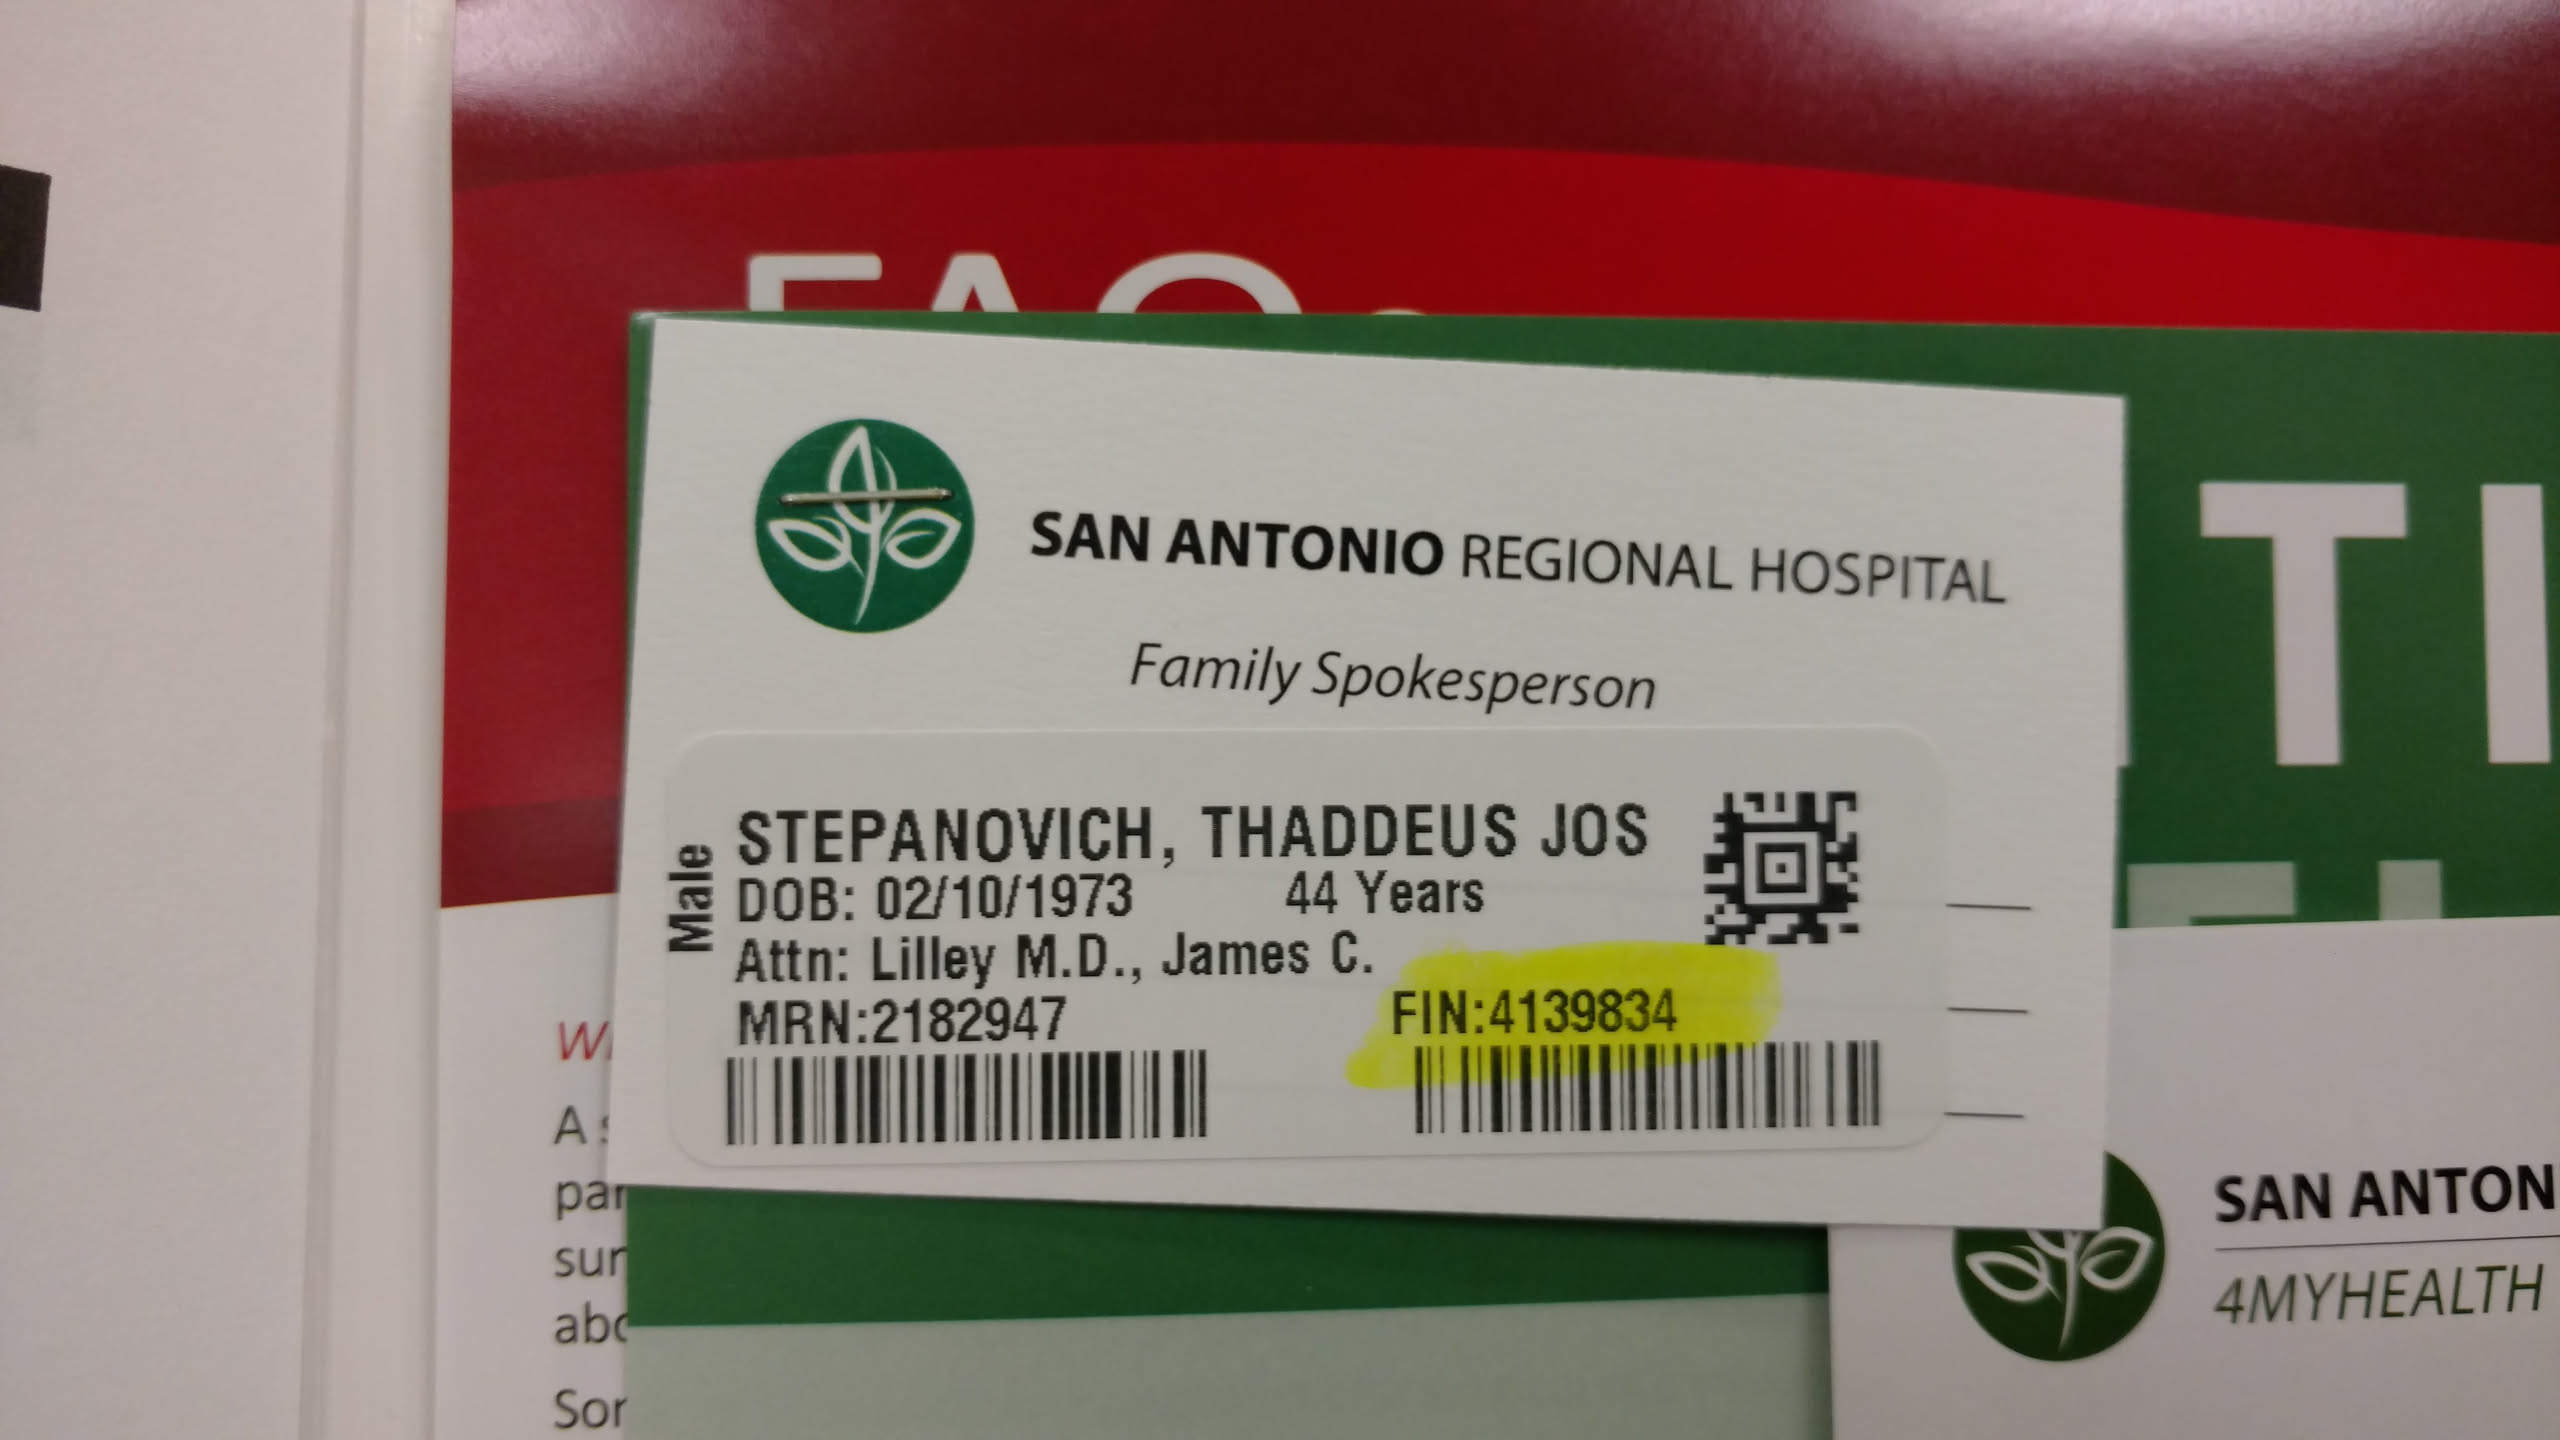 SAN ANTONIO REGIONAL HOSPITAL
Family Spokesperson
Male
STEPANOVICH, THADDEUS JOS
DOB: 02/10/1973 44 Years
Attn: Lilley M.D., James C.
MRN:2182947 FIN:4139834
A
SAN ANTON
4MYHEALTH
TI